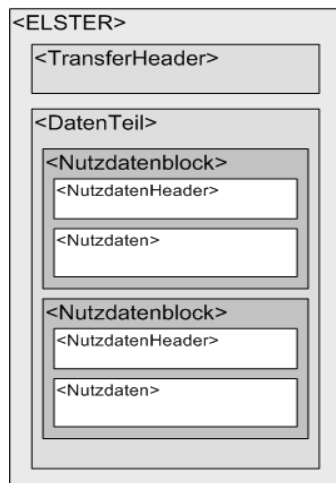 <ELSTER>
<TransferHeader>
<DatenTeil>
<Nutzdatenblock>
<NutzdatenHeader>
<Nutzdaten>
<Nutzdatenblock>
<NutzdatenHeader>
<Nutzdaten>